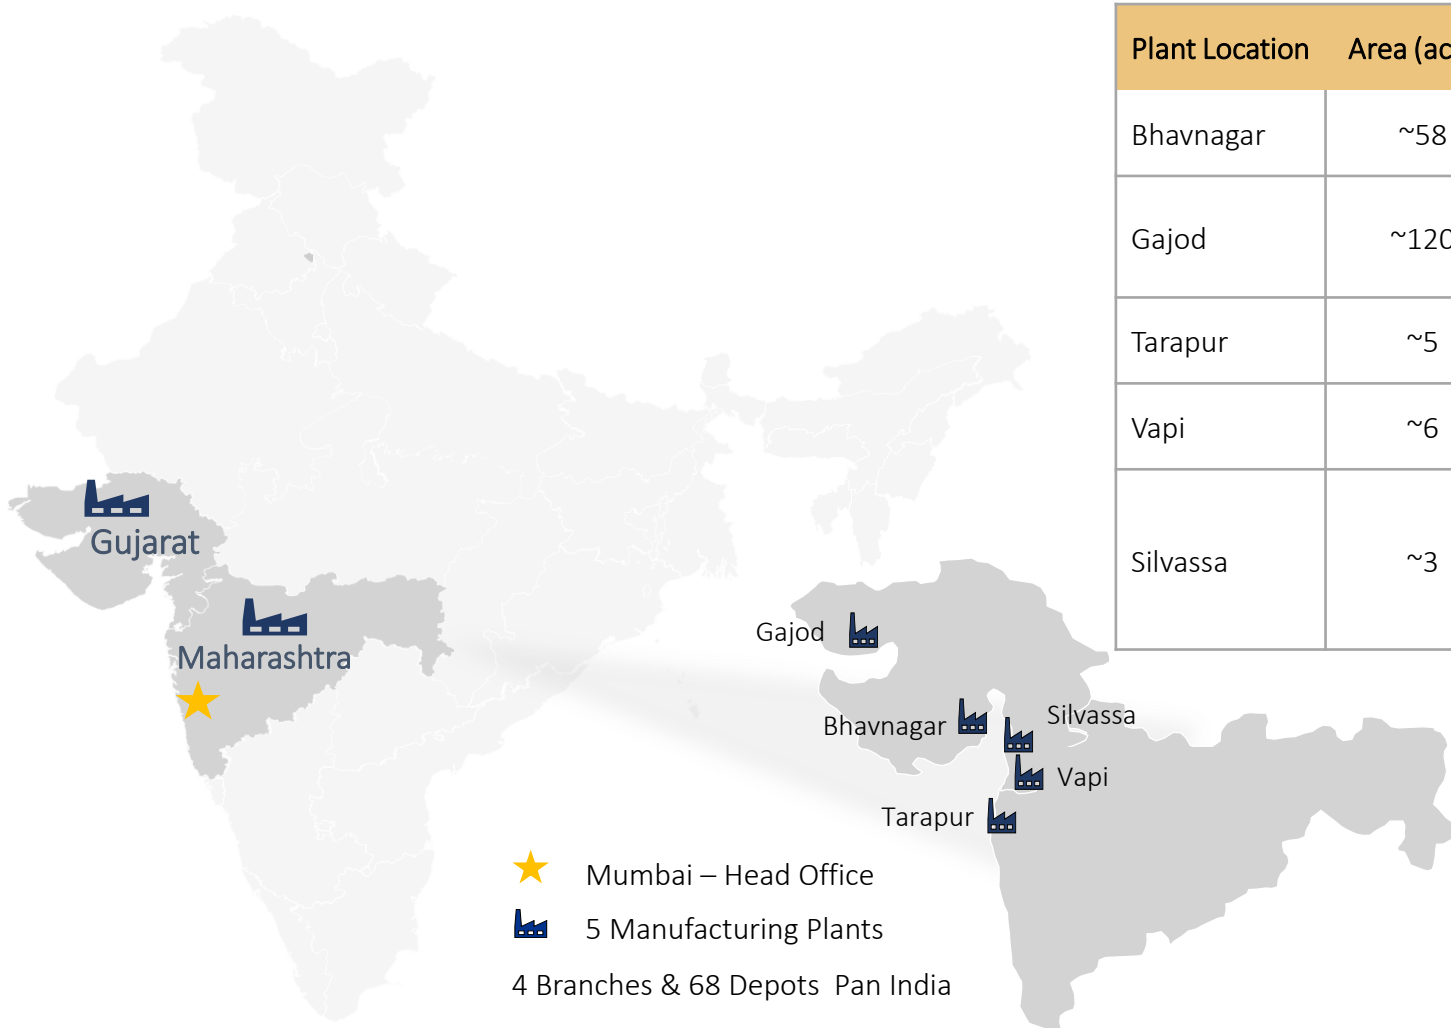 Plant Location Area (ac
Bhavnagar ~58
Gajod ~120
Tarapur ~5
Vapi ~6
Silvassa ~3
Gujarat
Maharashtra
Gajod
Bhavnagar
Silvassa
Vapi
Tarapur
Mumbai – Head Office
5 Manufacturing Plants
4 Branches & 68 Depots Pan India